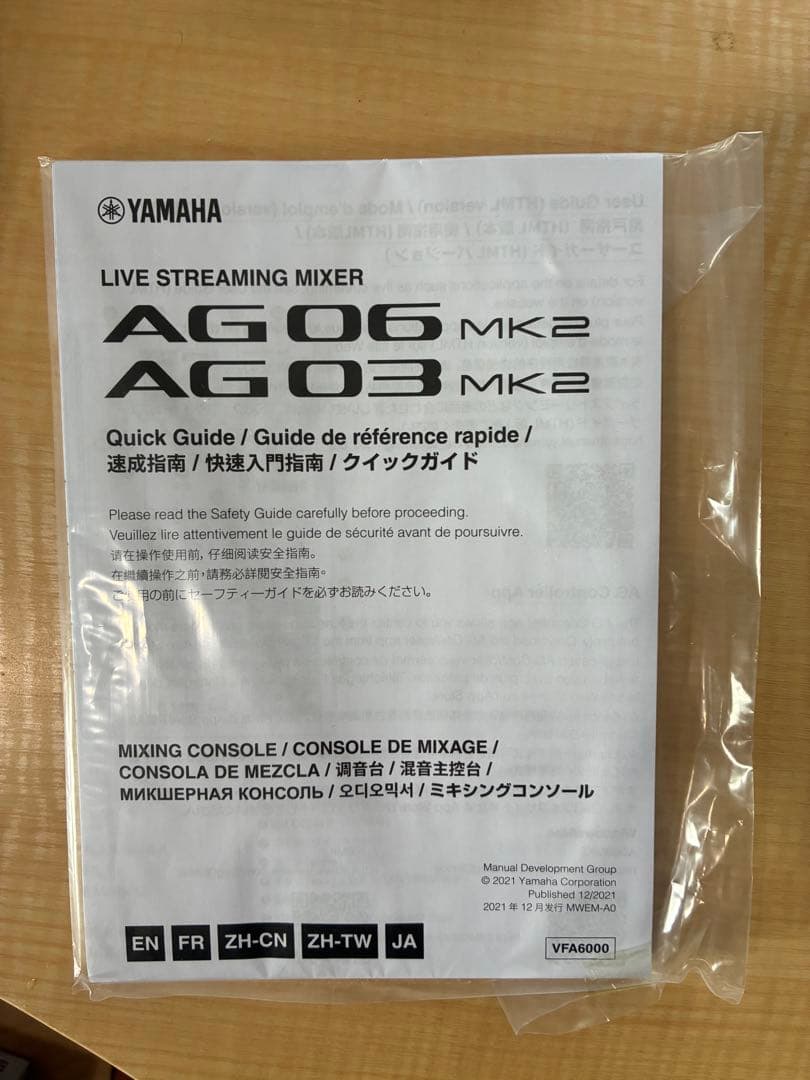 YAMAHA
LIVE STREAMING MIXER
AG 06 MK2
AG 03 MK2
Quick Guide / Guide de référence rapide /
速成指南 / 快速入門指南 / クイックガイド
Please read the Safety Guide carefully before proceeding.
Veuillez lire attentivement le guide de sécurité avant de poursuivre.
请在操作使用前，仔细阅读安全指南。
在繼續操作之前，請務必詳閱安全指南。
ご使用の前にセーフティーガイドを必ずお読みください。
MIXING CONSOLE / CONSOLE DE MIXAGE /
CONSOLA DE MEZCLA / 调音台 / 混音主控台 /
МИКШЕРНАЯ КОНСОЛЬ / 오디오믹서 / ミキシングコンソール
Manual Development Group
© 2021 Yamaha Corporation
Published 12/2021
2021 年 12 月发行 MWEM-A0
EN FR ZH-CN ZH-TW JA
VFA6000